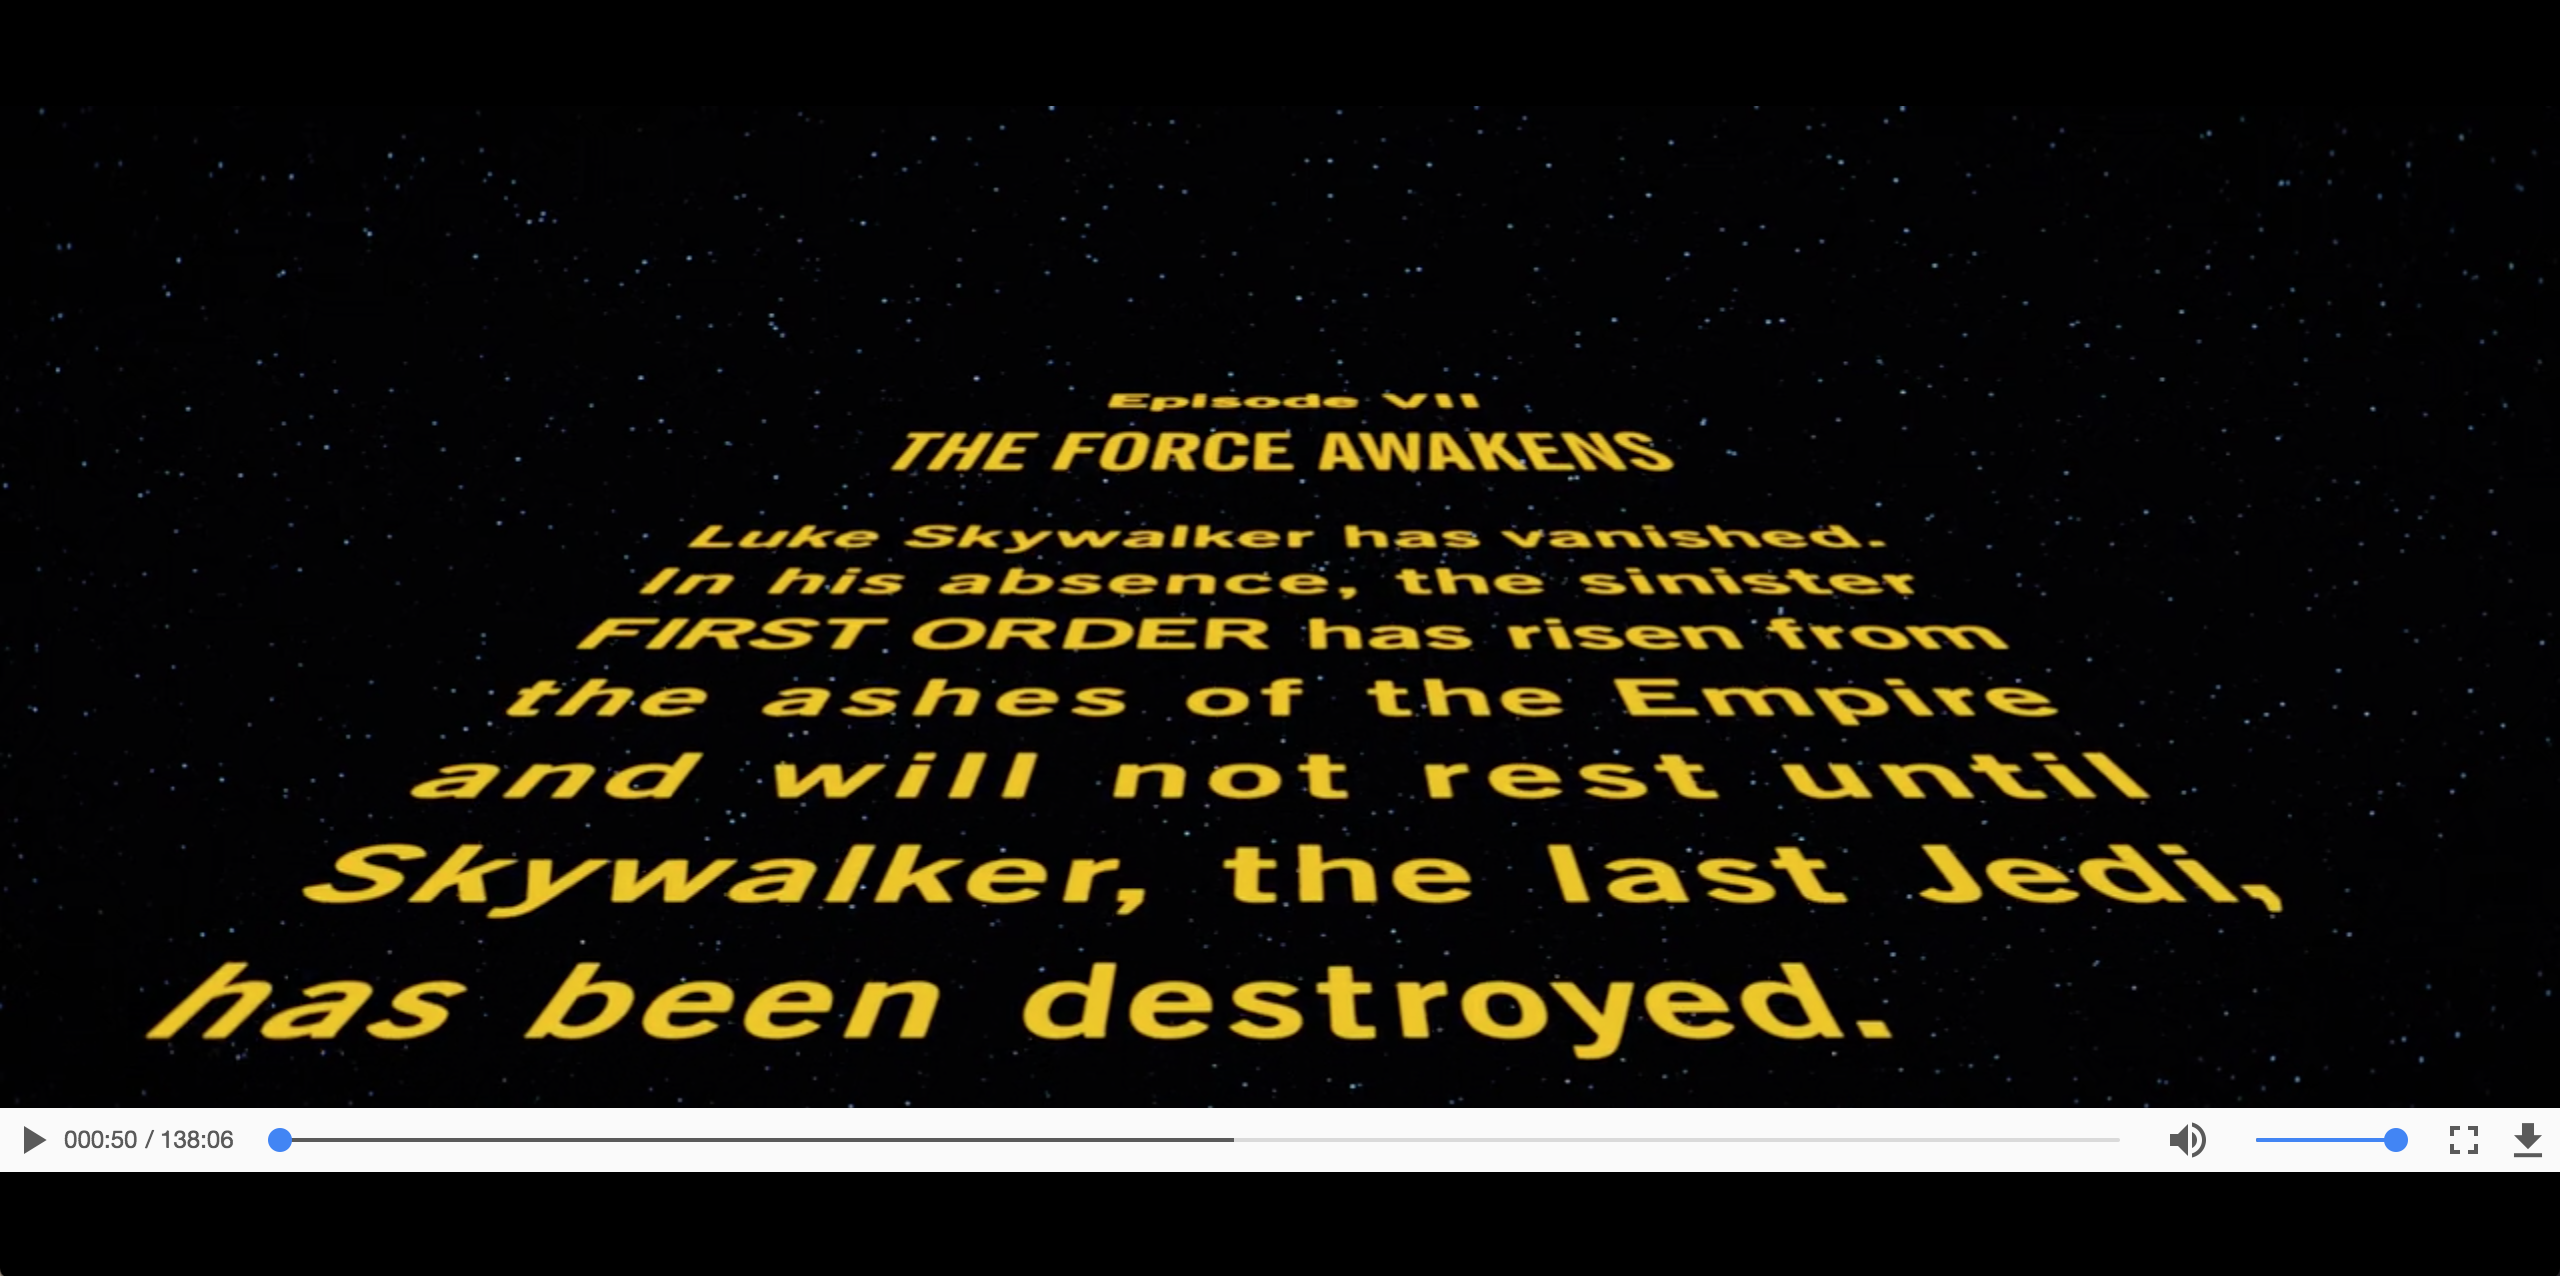 Episode VII
THE FORCE AWAKENS
Luke Skywalker has vanished.
In his absence, the sinister
FIRST ORDER has risen from
the ashes of the Empire
and will not rest until
Skywalker, the last Jedi,
has been destroyed.
000:50 / 138:06